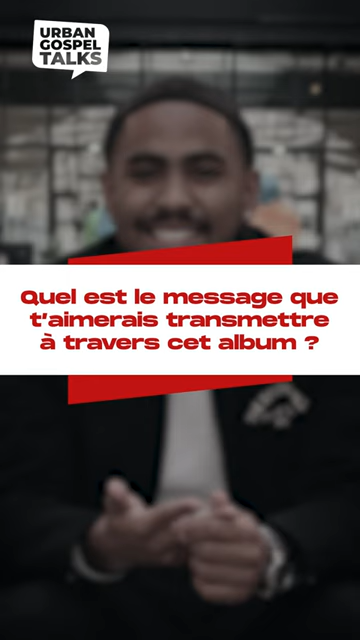 URBAN
GOSPEL
TALKS
Quel est le message que
t'aimerais transmettre
à travers cet album ?